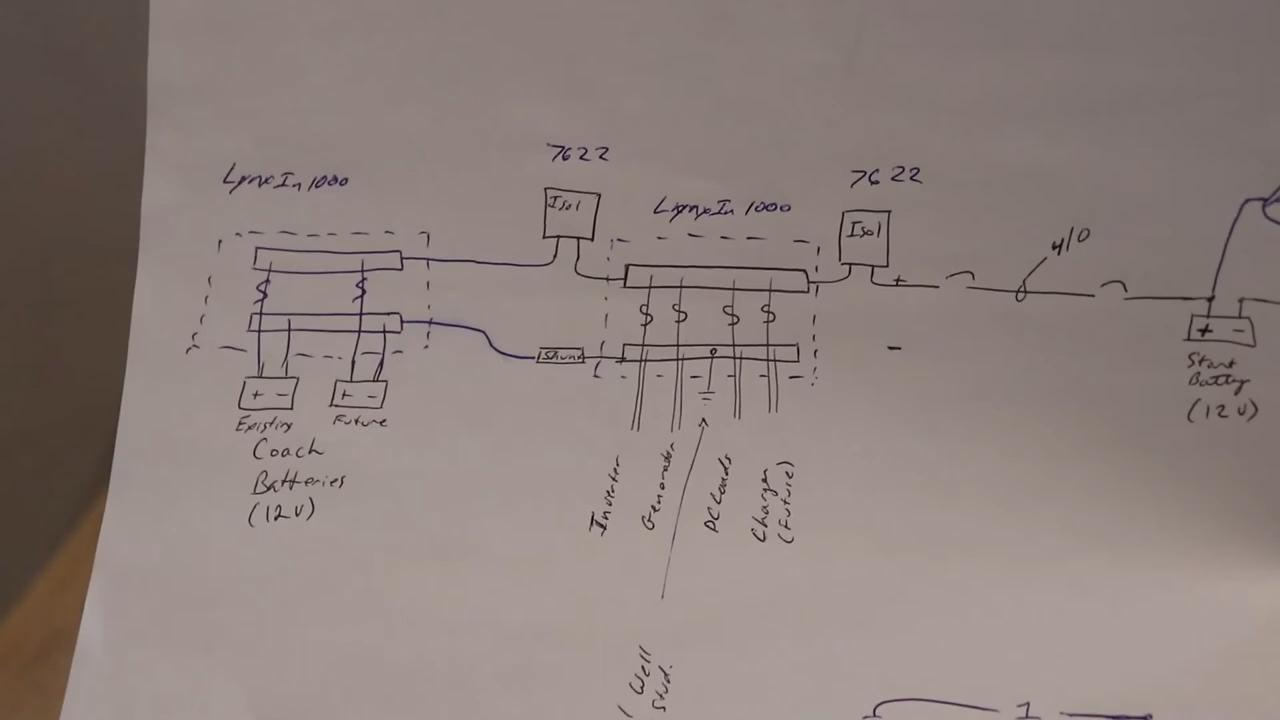 7622
7622
LynxIn 1000
LynxIn 1000
Isol
Isol
4/0
+
-
Shunt
+ -
+ -
+ -
Existing
Future
Start
Battery
(12V)
Coach
Batteries
(12V)
Inverter
Generator
DC Loads
Charger
(Future)
Well
Stud.
1